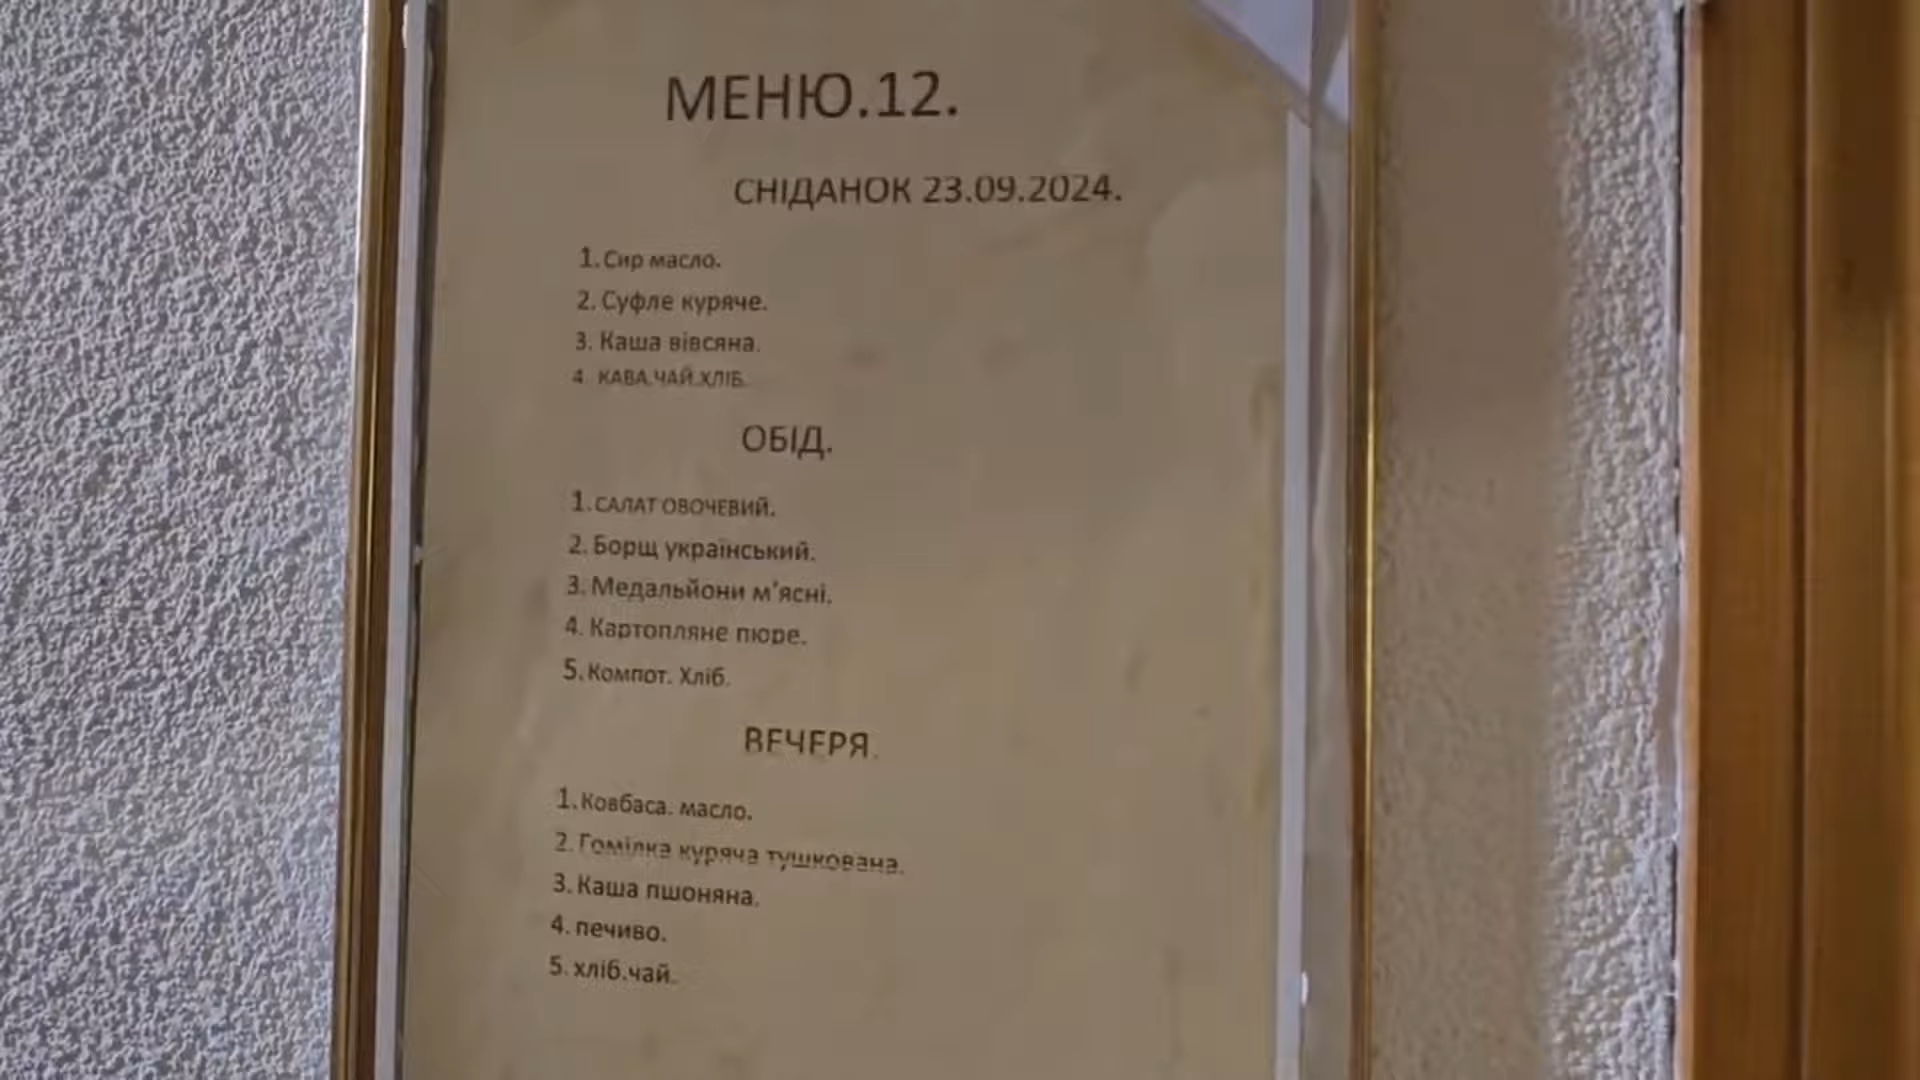 МЕНЮ.12.
СНІДАНОК 23.09.2024.
1. Сир масло.
2. Суфле куряче.
3. Каша вівсяна.
4. КАВА.ЧАЙ.ХЛІБ.
ОБІД.
1. САЛАТ ОВОЧЕВИЙ.
2. Борщ український.
3. Медальйони м'ясні.
4. Картопляне пюре.
5. Компот. Хліб.
ВЕЧЕРЯ.
1. Ковбаса. масло.
2. Гомілка куряча тушкована.
3. Каша пшоняна.
4. печиво.
5. хліб.чай.